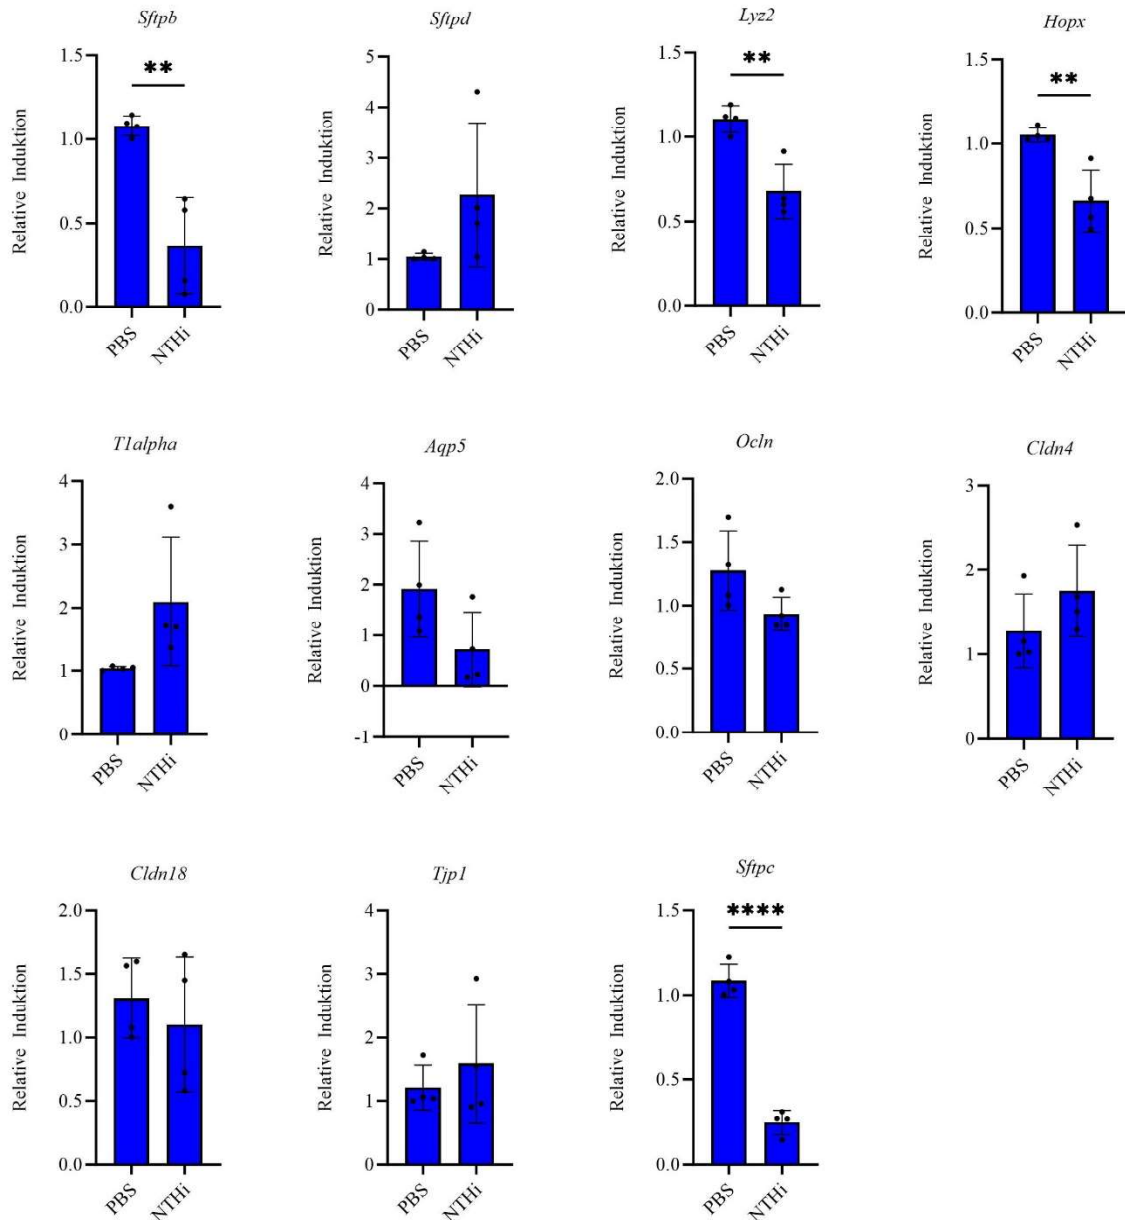 Sftpb
1.5
1.0
0.5
0.0
Relative Induktion
**
PBS
NTHi
Sftpd
5
4
3
2
1
0
Relative Induktion
PBS
NTHi
Lyz2
1.5
1.0
0.5
0.0
Relative Induktion
**
PBS
NTHi
Hopx
1.5
1.0
0.5
0.0
Relative Induktion
**
PBS
NTHi
T1alpha
4
3
2
1
0
Relative Induktion
PBS
NTHi
Aqp5
4
3
2
1
0
-1
Relative Induktion
PBS
NTHi
Ocln
2.0
1.5
1.0
0.5
0.0
Relative Induktion
PBS
NTHi
Cldn4
3
2
1
0
Relative Induktion
PBS
NTHi
Cldn18
2.0
1.5
1.0
0.5
0.0
Relative Induktion
PBS
NTHi
Tjp1
4
3
2
1
0
Relative Induktion
PBS
NTHi
Sftpc
1.5
1.0
0.5
0.0
Relative Induktion
****
PBS
NTHi